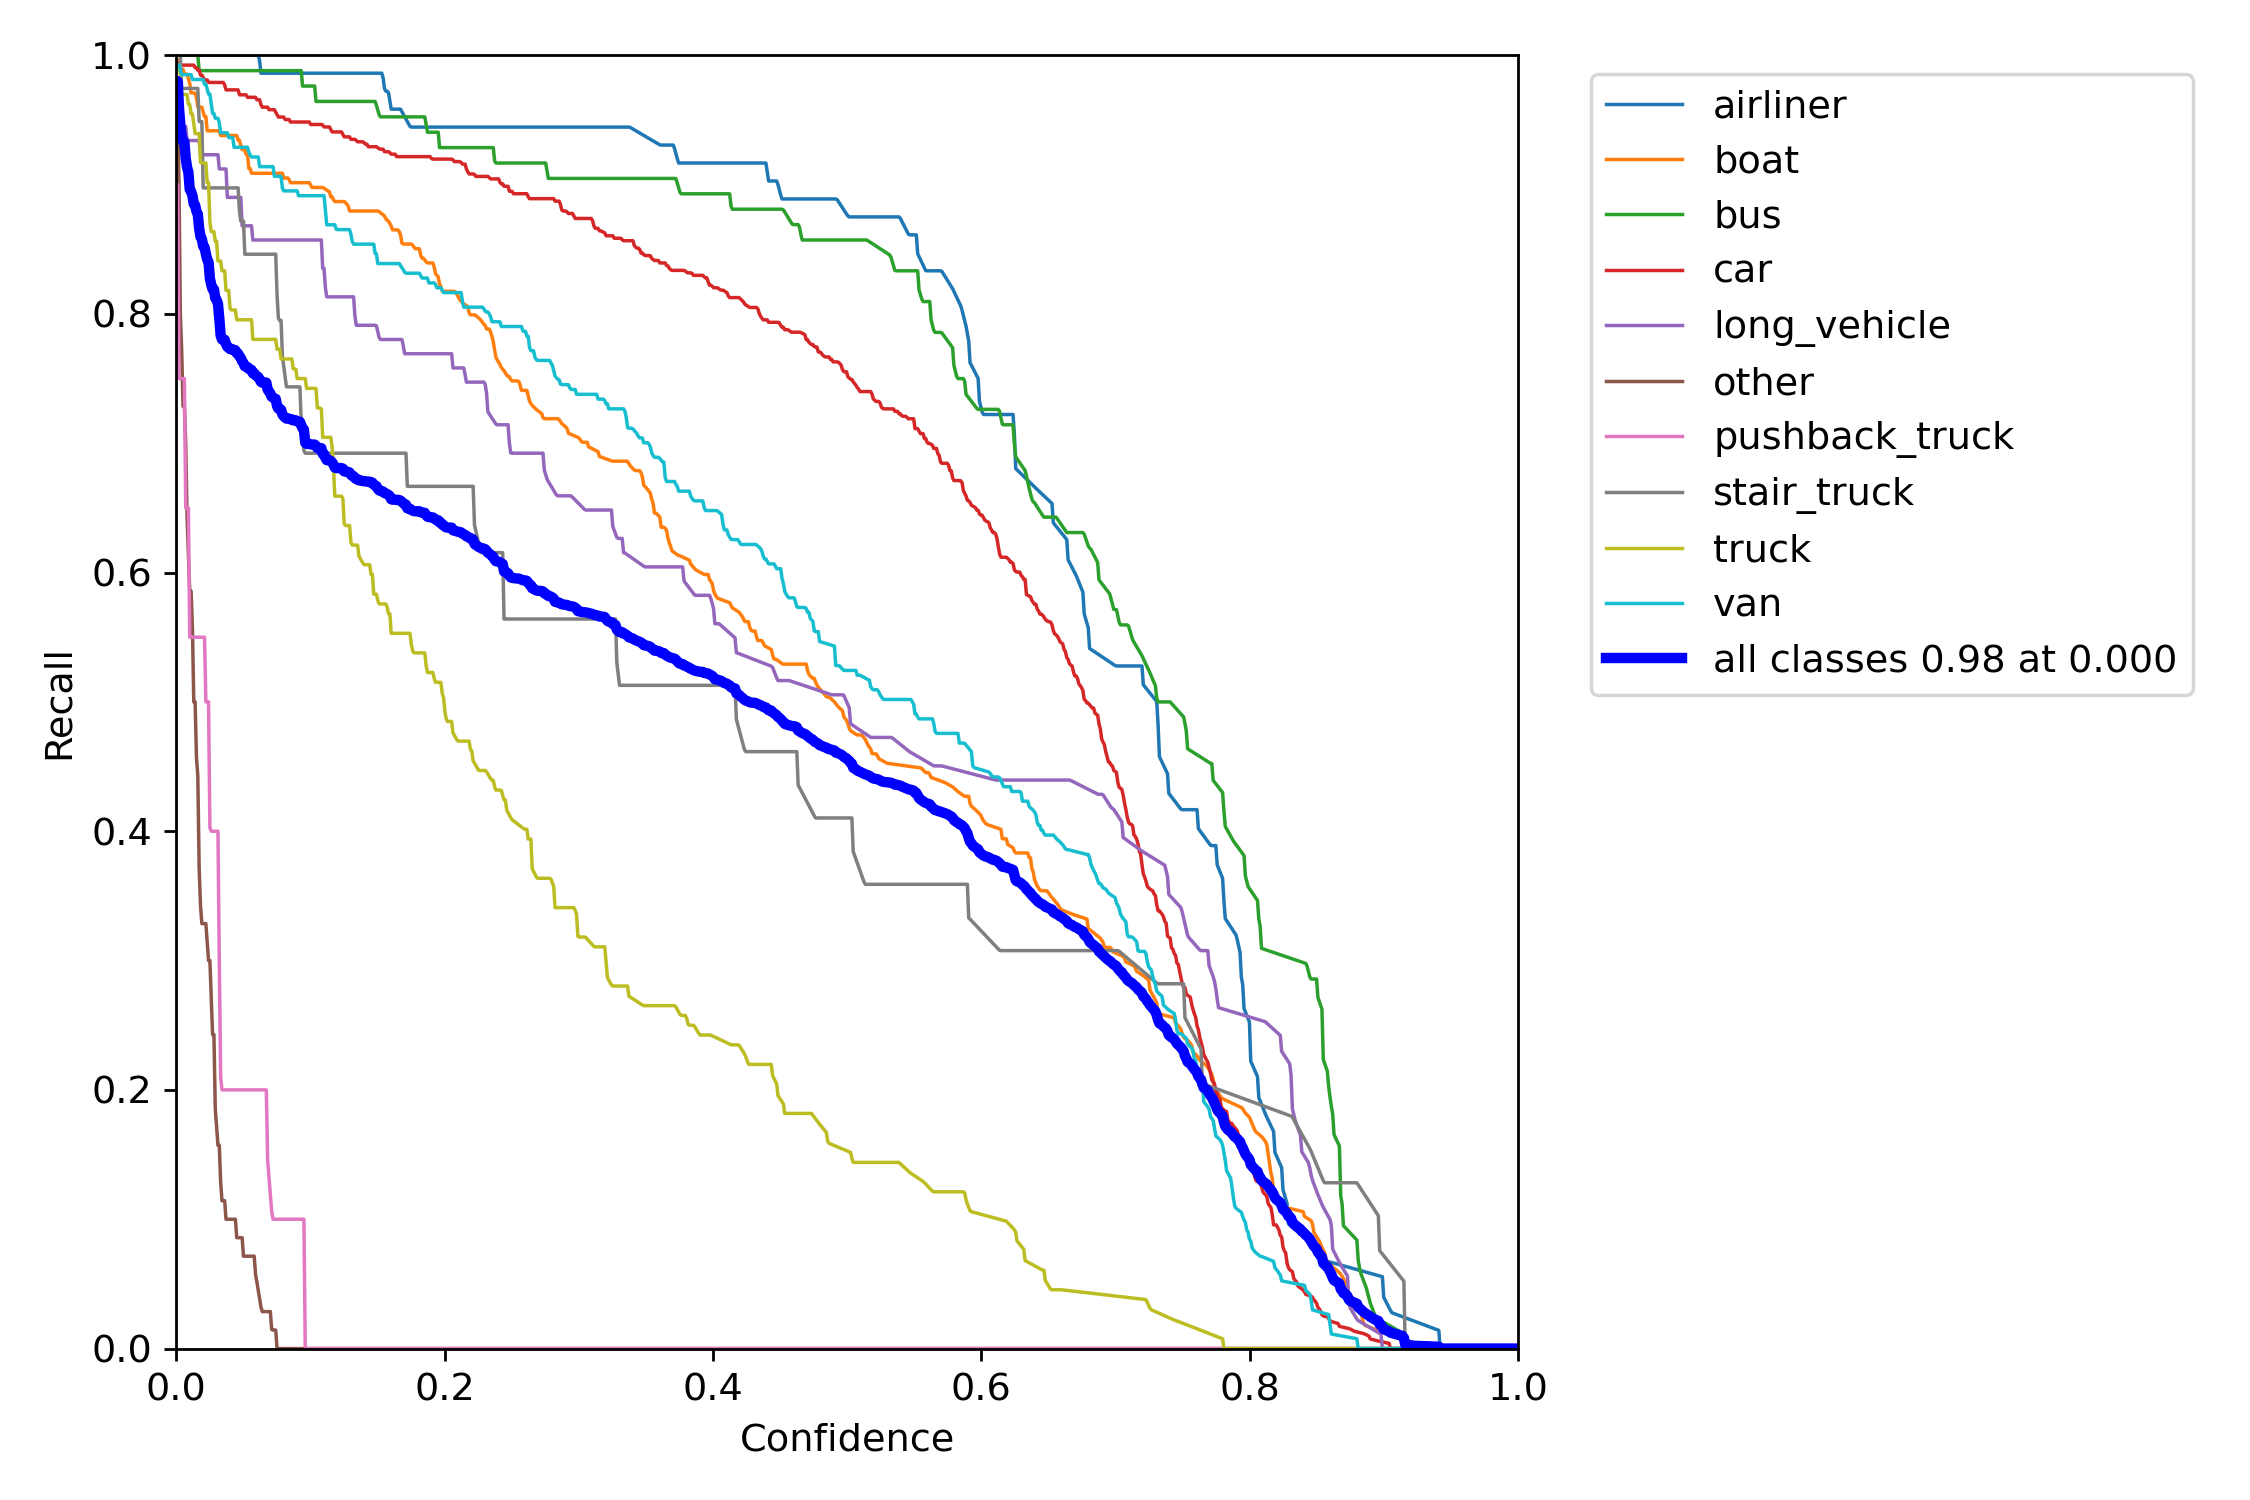 1.0
0.8
0.6
0.4
0.2
0.0
Recall
0.0 0.2 0.4 0.6 0.8 1.0
Confidence
airliner
boat
bus
car
long_vehicle
other
pushback_truck
stair_truck
truck
van
all classes 0.98 at 0.000